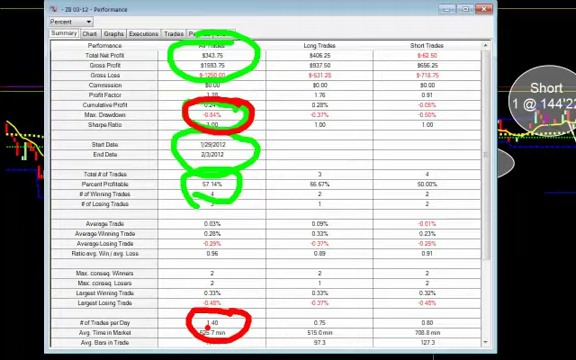 ZB 03-12 - Performance
Percent
Summary Chart Graphs Executions Trades
Performance All Trades Long Trades Short Trades
Total Net Profit $343.75 $406.25 $-62.50
Gross Profit $1593.75 $937.50 $656.25
Gross Loss $-1250.00 $-531.25 $-718.75
Commission $0.00 $0.00 $0.00
Profit Factor 1.28 1.76 0.91
Cumulative Profit 0.24% 0.28% -0.05%
Max. Drawdown -0.84% -0.37% -0.50%
Sharpe Ratio 1.00 1.00 1.00
Start Date 1/29/2012
End Date 2/3/2012
Total # of Trades 3 4
Percent Profitable 57.14% 66.67% 50.00%
# of Winning Trades 4 2 2
# of Losing Trades 3 1 2
Average Trade 0.03% 0.09% -0.01%
Average Winning Trade 0.28% 0.33% 0.23%
Average Losing Trade -0.29% -0.37% -0.25%
Ratio avg. Win / avg. Loss 0.96 0.89 0.91
Max. conseq. Winners 2 2 2
Max. conseq. Losers 2 1 2
Largest Winning Trade 0.33% 0.33% 0.32%
Largest Losing Trade -0.48% -0.37% -0.48%
# of Trades per Day 1.40 0.75 0.80
Avg. Time in Market min 515.0 min 708.8 min
Avg. Bars in Trade 97.3 127.3
Short
1 @ 144'22